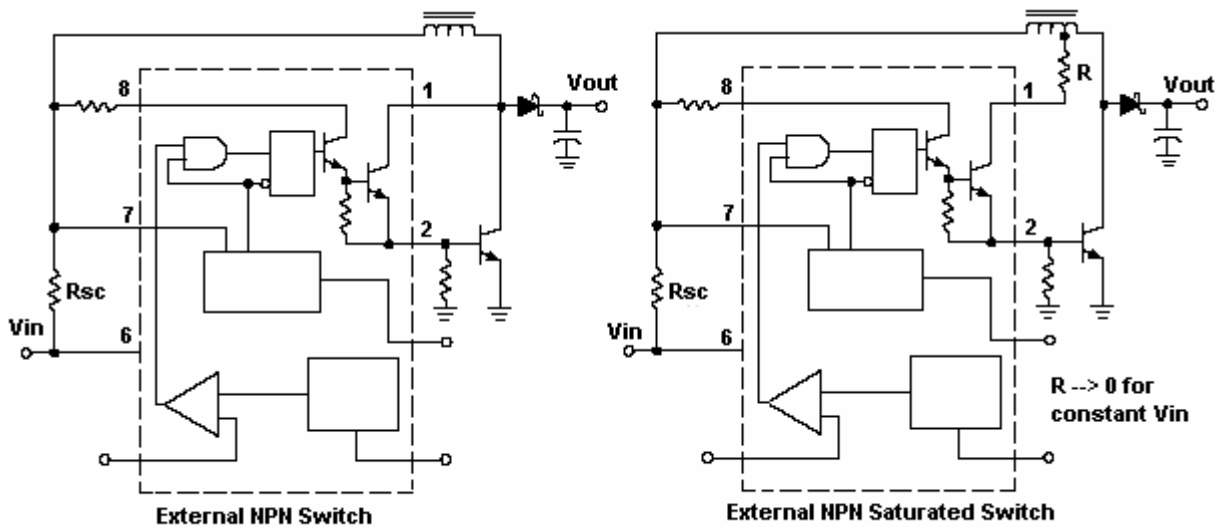 8
1
Vout
7
2
Rsc
Vin
6
External NPN Switch
R
8
1
Vout
7
2
Rsc
Vin
6
R --> 0 for
constant Vin
External NPN Saturated Switch